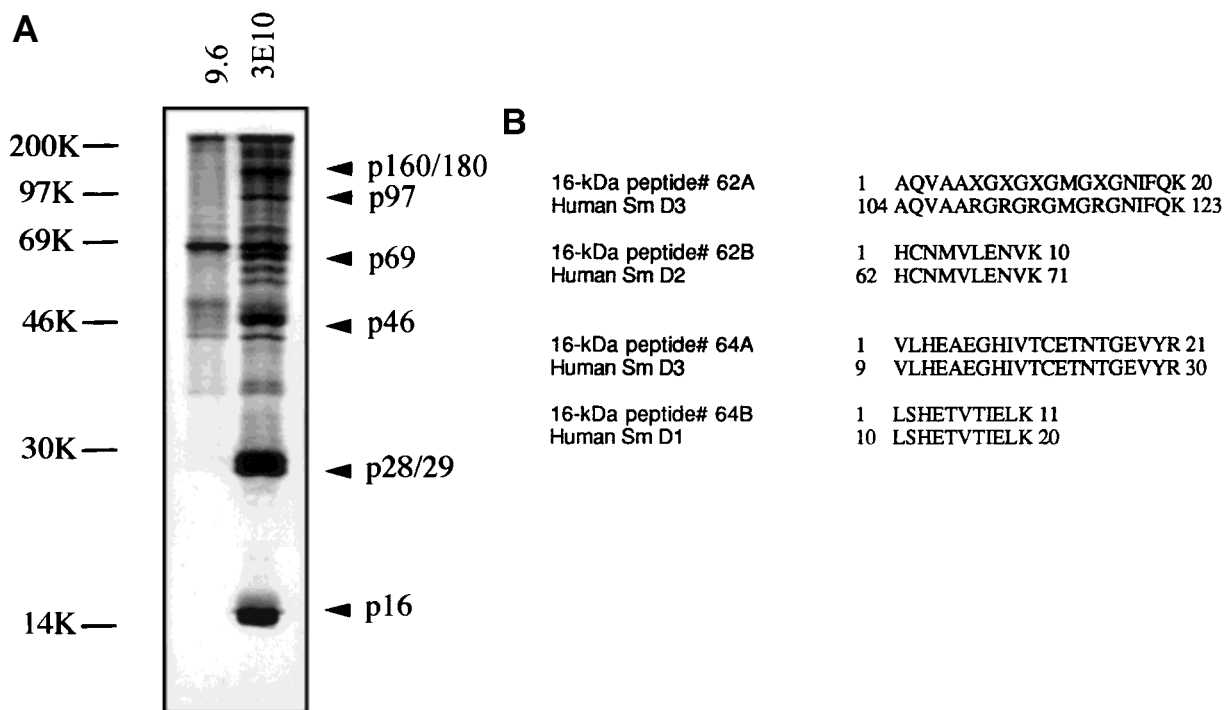 A
9.6
3E10
200K
97K
69K
46K
30K
14K
p160/180
p97
p69
p46
p28/29
p16
B
16-kDa peptide# 62A 1 AQVAAXGXGXGMGXGNIFQK 20
Human Sm D3 104 AQVAARGRGRGMGRGNIFQK 123
16-kDa peptide# 62B 1 HCNMVLENVK 10
Human Sm D2 62 HCNMVLENVK 71
16-kDa peptide# 64A 1 VLHEAEGHIVTCETNTGEVYR 21
Human Sm D3 9 VLHEAEGHIVTCETNTGEVYR 30
16-kDa peptide# 64B 1 LSHETVTIELK 11
Human Sm D1 10 LSHETVTIELK 20